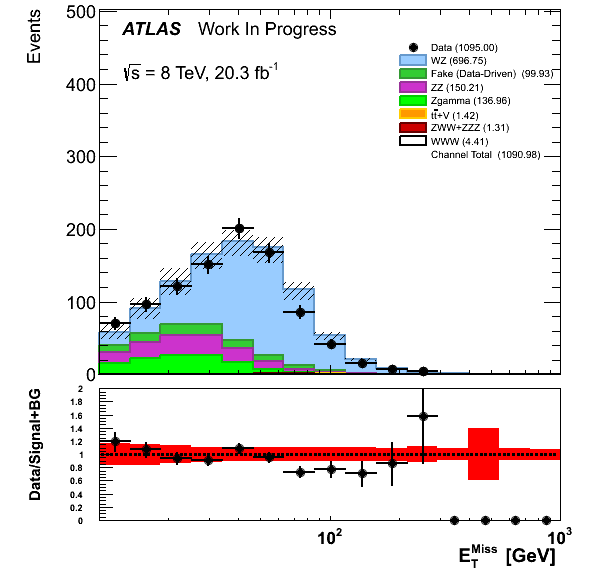 Events
500
400
300
200
100
0
ATLAS Work In Progress
√s = 8 TeV, 20.3 fb⁻¹
Data (1095.00)
WZ (696.75)
Fake (Data-Driven) (99.93)
ZZ (150.21)
Zgamma (136.96)
tt̄+V (1.42)
ZWW+ZZZ (1.31)
WWW (4.41)
Channel Total (1090.98)
Data/Signal+BG
2
1.8
1.6
1.4
1.2
1
0.8
0.6
0.4
0.2
0
10²
10³
E_T^Miss [GeV]